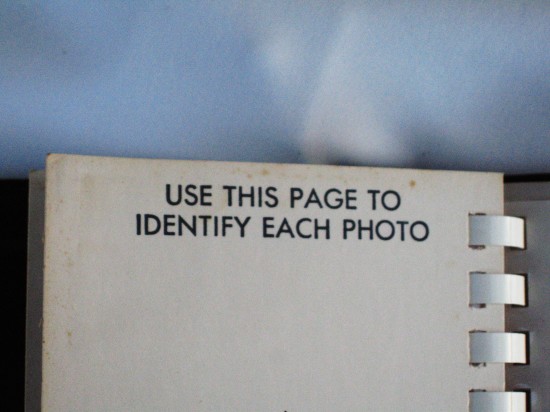 USE THIS PAGE TO
IDENTIFY EACH PHOTO